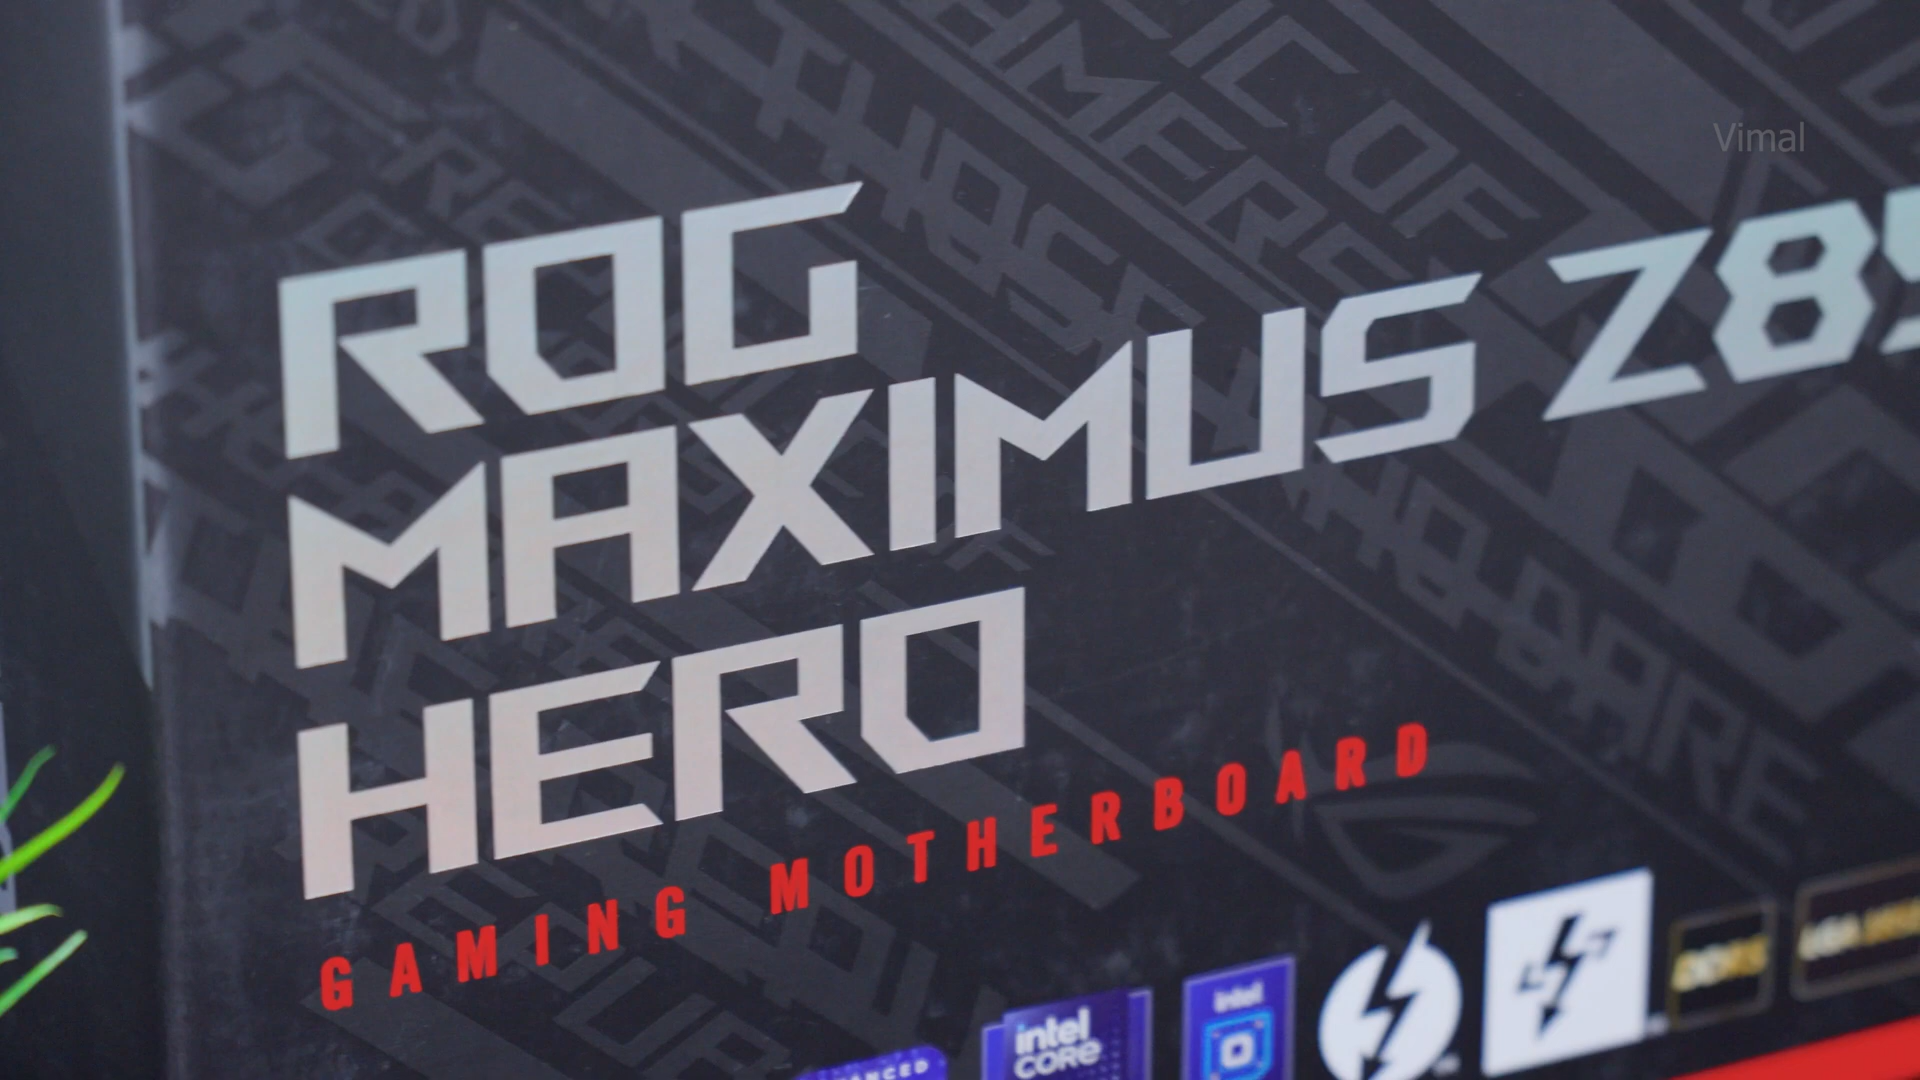 Vimal
ROG
MAXIMUS Z8
HERO
GAMING MOTHERBOARD
intel
CORE
intel